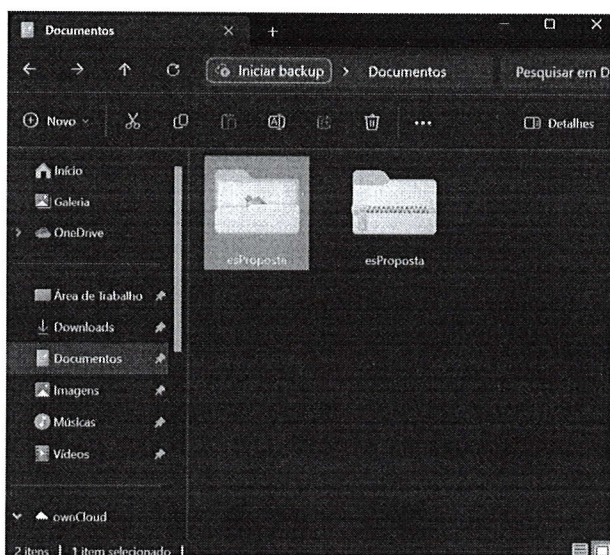 Documentos
Iniciar backup > Documentos
Pesquisar em D
Novo
Detalhes
Início
Galeria
OneDrive
Área de Trabalho
Downloads
Documentos
Imagens
Músicas
Vídeos
ownCloud
esProposta
esProposta
2 itens
1 item selecionado